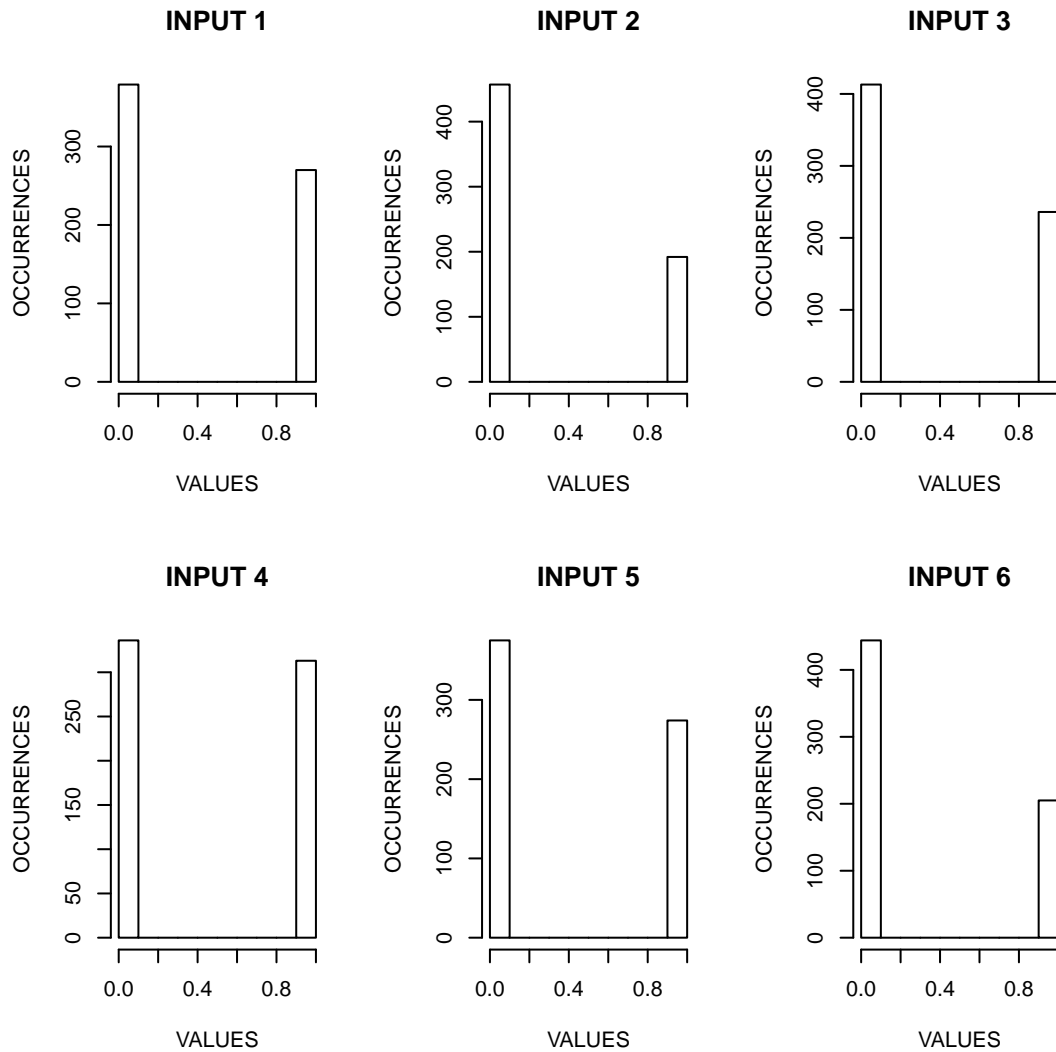 INPUT 1
OCCURRENCES
0 100 200 300
0.0 0.4 0.8
VALUES
INPUT 2
OCCURRENCES
0 100 200 300 400
0.0 0.4 0.8
VALUES
INPUT 3
OCCURRENCES
0 100 200 300 400
0.0 0.4 0.8
VALUES
INPUT 4
OCCURRENCES
0 50 150 250
0.0 0.4 0.8
VALUES
INPUT 5
OCCURRENCES
0 100 200 300
0.0 0.4 0.8
VALUES
INPUT 6
OCCURRENCES
0 100 200 300 400
0.0 0.4 0.8
VALUES